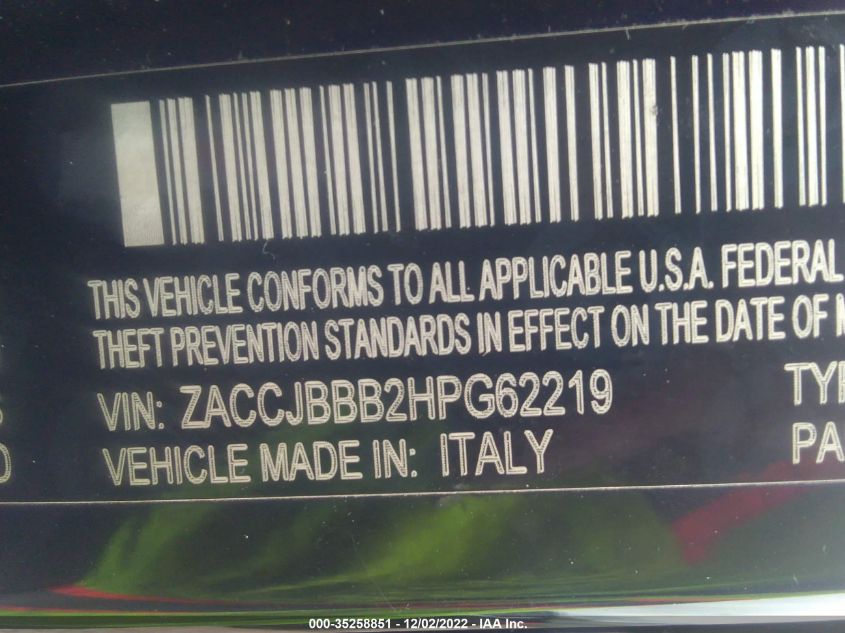 THIS VEHICLE CONFORMS TO ALL APPLICABLE U.S.A. FEDERAL
THEFT PREVENTION STANDARDS IN EFFECT ON THE DATE OF
VIN: ZACCJBBB2HPG62219
VEHICLE MADE IN: ITALY
000-35258851 - 12/02/2022 - IAA Inc.